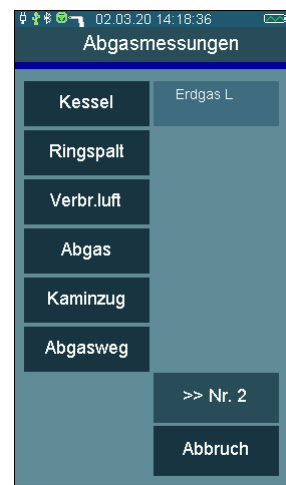 02.03.20 14:18:36
Abgasmessungen
Kessel
Erdgas L
Ringspalt
Verbr.luft
Abgas
Kaminzug
Abgasweg
>> Nr. 2
Abbruch